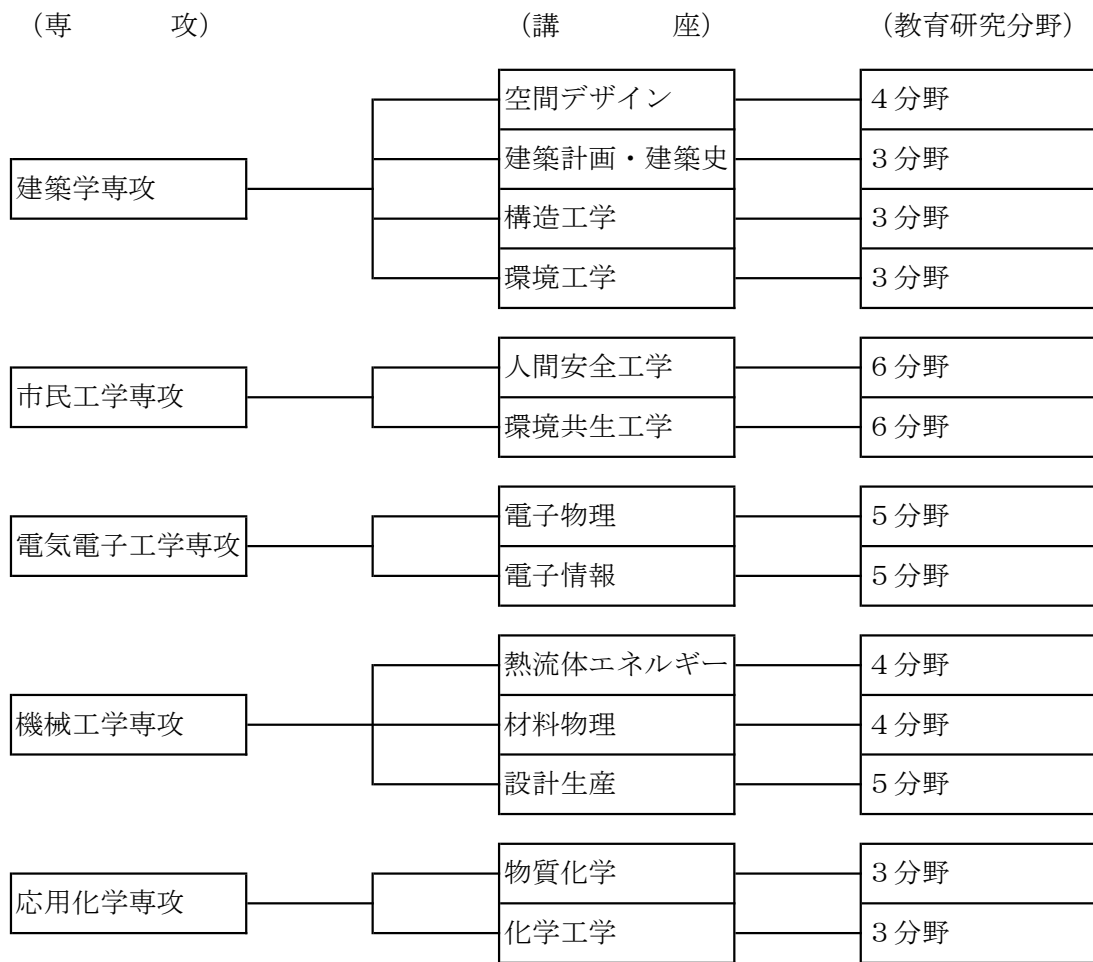 （専　　　攻）　（講　　　座）　（教育研究分野）
空間デザイン　４分野
建築計画・建築史　３分野
建築学専攻
構造工学　３分野
環境工学　３分野
人間安全工学　６分野
市民工学専攻
環境共生工学　６分野
電子物理　５分野
電気電子工学専攻
電子情報　５分野
熱流体エネルギー　４分野
機械工学専攻　材料物理　４分野
設計生産　５分野
物質化学　３分野
応用化学専攻
化学工学　３分野